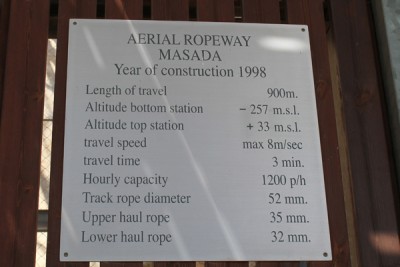 AERIAL ROPEWAY
MASADA
Year of construction 1998
Length of travel 900m.
Altitude bottom station - 257 m.s.l.
Altitude top station + 33 m.s.l.
travel speed max 8m/sec
travel time 3 min.
Hourly capacity 1200 p/h
Track rope diameter 52 mm.
Upper haul rope 35 mm.
Lower haul rope 32 mm.